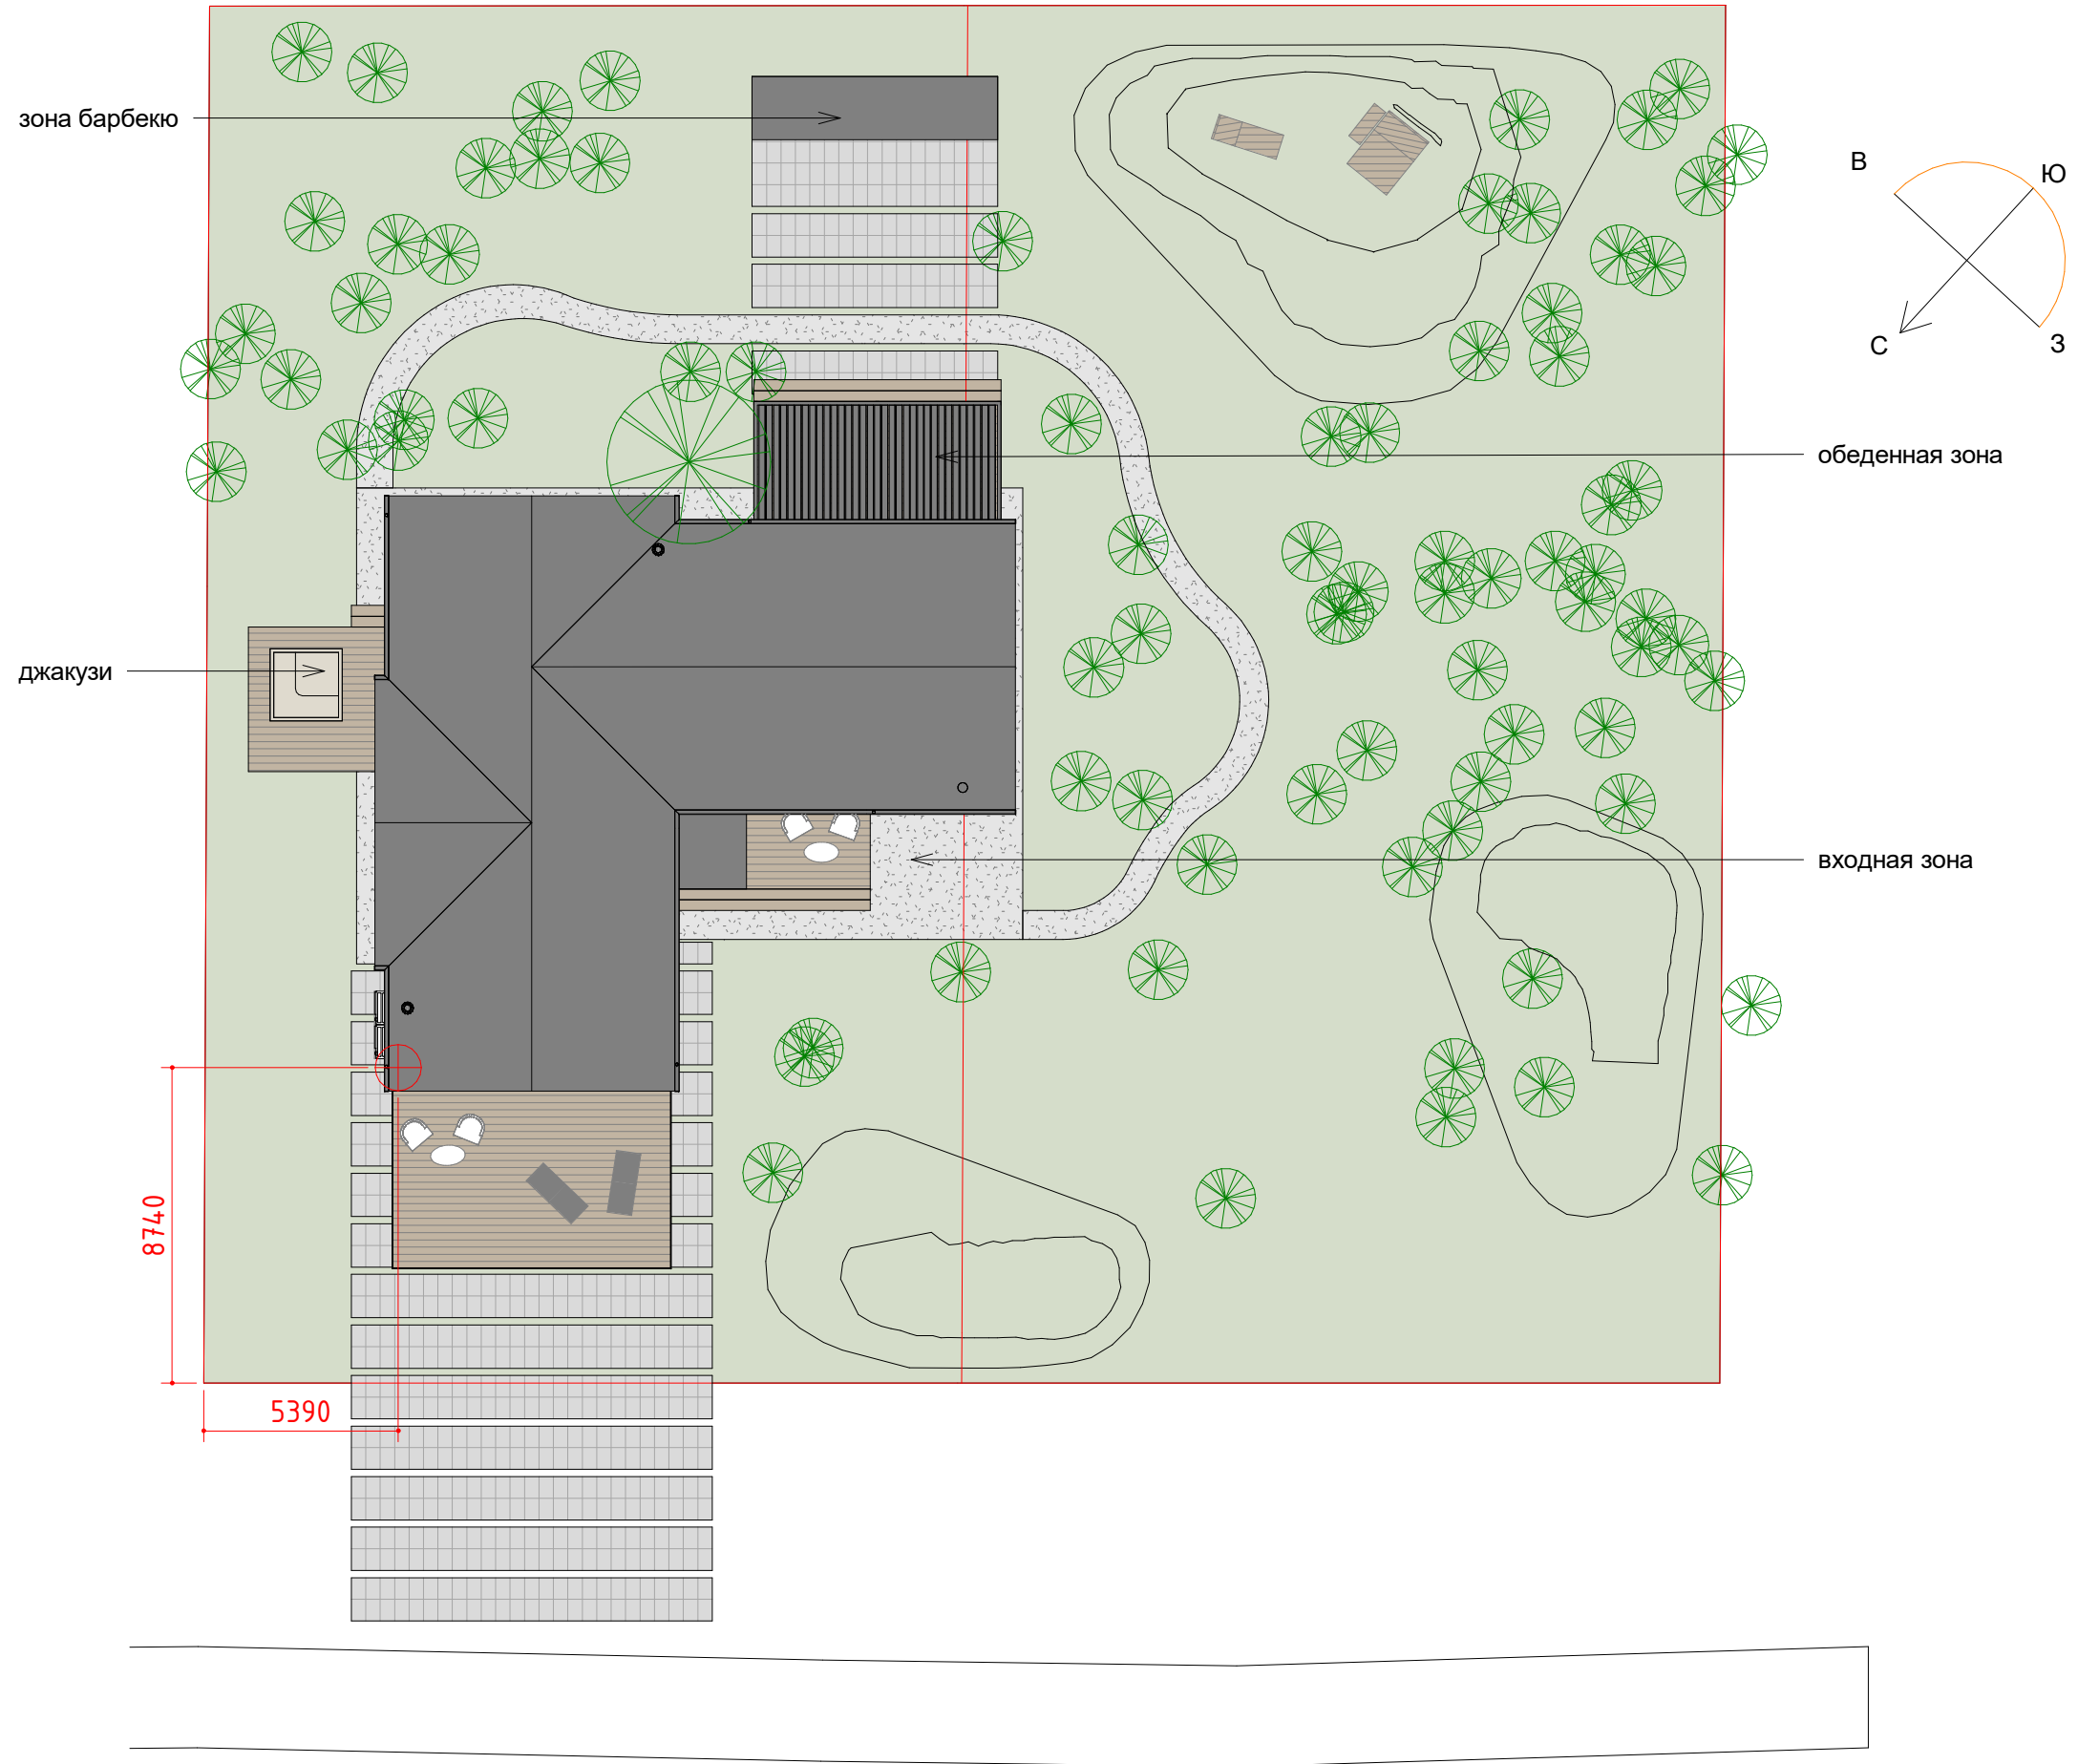 зона барбекю
В
Ю
С
З
обеденная зона
джакузи
входная зона
8740
5390